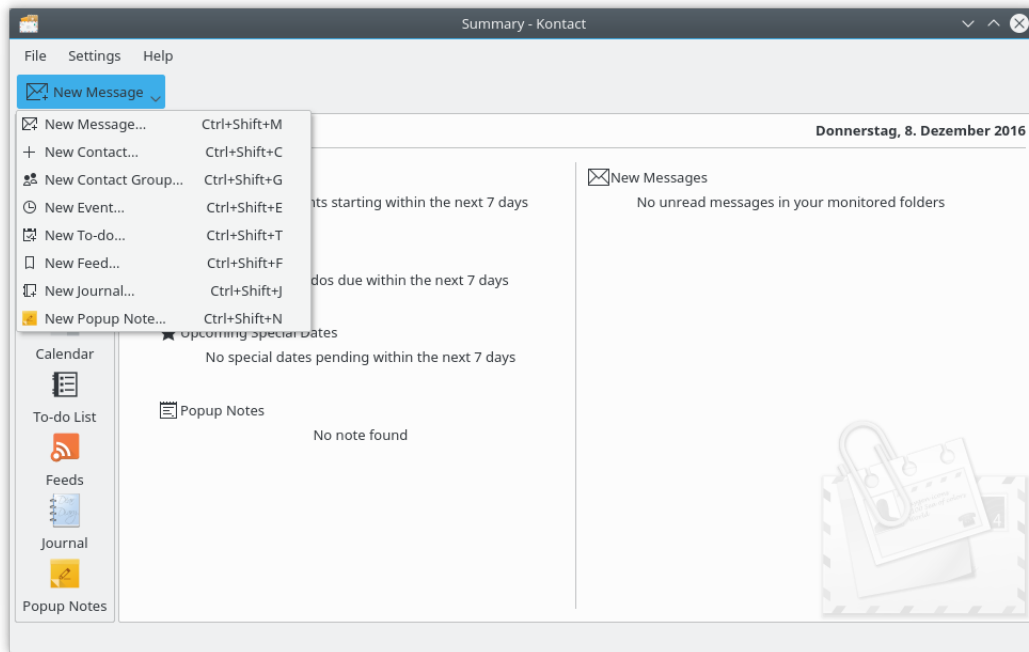 Summary - Kontact
File Settings Help
New Message
New Message... Ctrl+Shift+M
New Contact... Ctrl+Shift+C
New Contact Group... Ctrl+Shift+G
New Event... Ctrl+Shift+E
New To-do... Ctrl+Shift+T
New Feed... Ctrl+Shift+F
New Journal... Ctrl+Shift+J
New Popup Note... Ctrl+Shift+N
Donnerstag, 8. Dezember 2016
starting within the next 7 days
due within the next 7 days
Upcoming Special Dates
No special dates pending within the next 7 days
Popup Notes
No note found
New Messages
No unread messages in your monitored folders
Calendar
To-do List
Feeds
Journal
Popup Notes
4